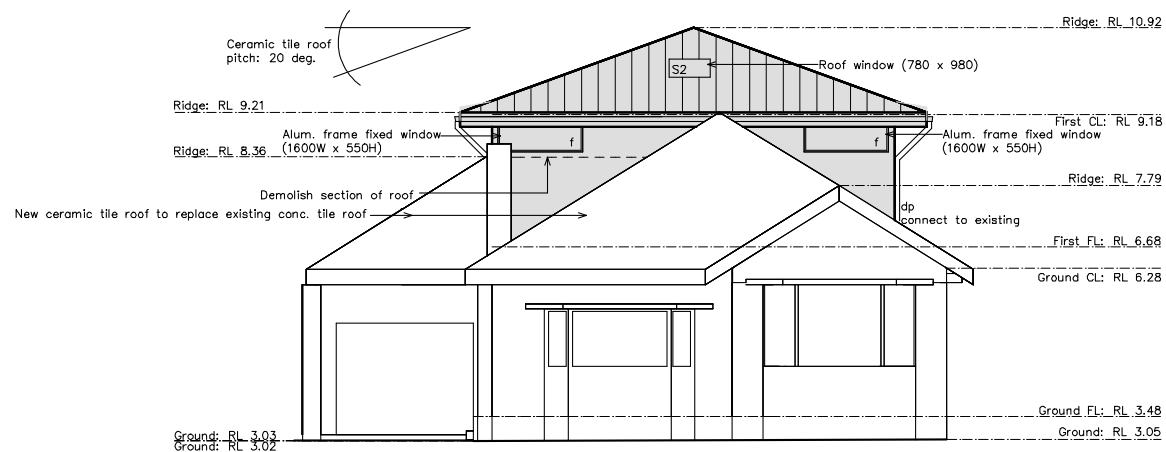 Ridge: RL 10.92
Ceramic tile roof
pitch: 20 deg.
S2
Roof window (780 x 980)
Ridge: RL 9.21
First CL: RL 9.18
Alum. frame fixed window
(1600W x 550H)
f
f
Alum. frame fixed window
(1600W x 550H)
Ridge: RL 8.36
Ridge: RL 7.79
Demolish section of roof
New ceramic tile roof to replace existing conc. tile roof
dp
connect to existing
First FL: RL 6.68
Ground CL: RL 6.28
Ground FL: RL 3.48
Ground: RL 3.03
Ground: RL 3.02
Ground: RL 3.05